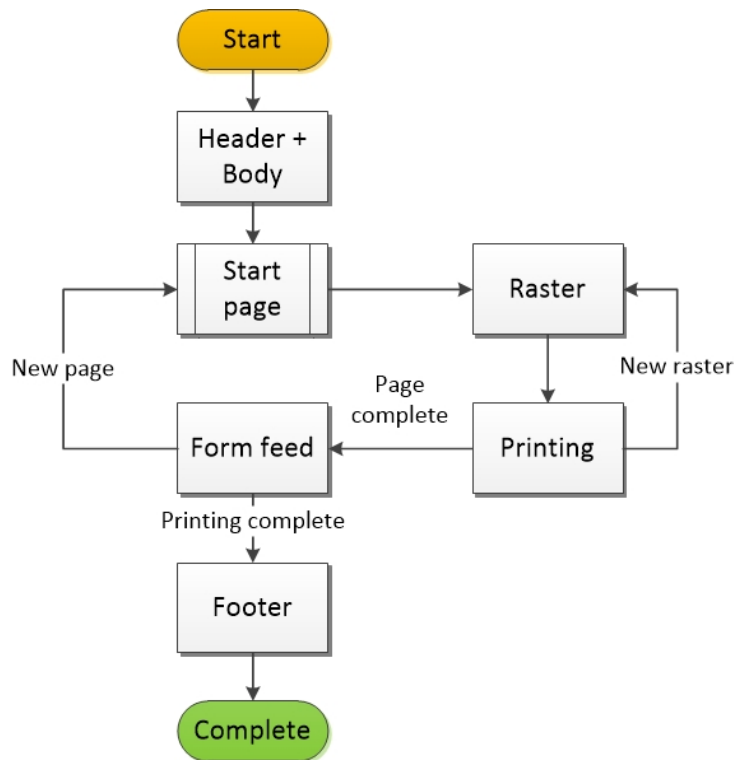 Start
Header +
Body
Start
page
Raster
New page
New raster
Page
complete
Form feed
Printing
Printing complete
Footer
Complete